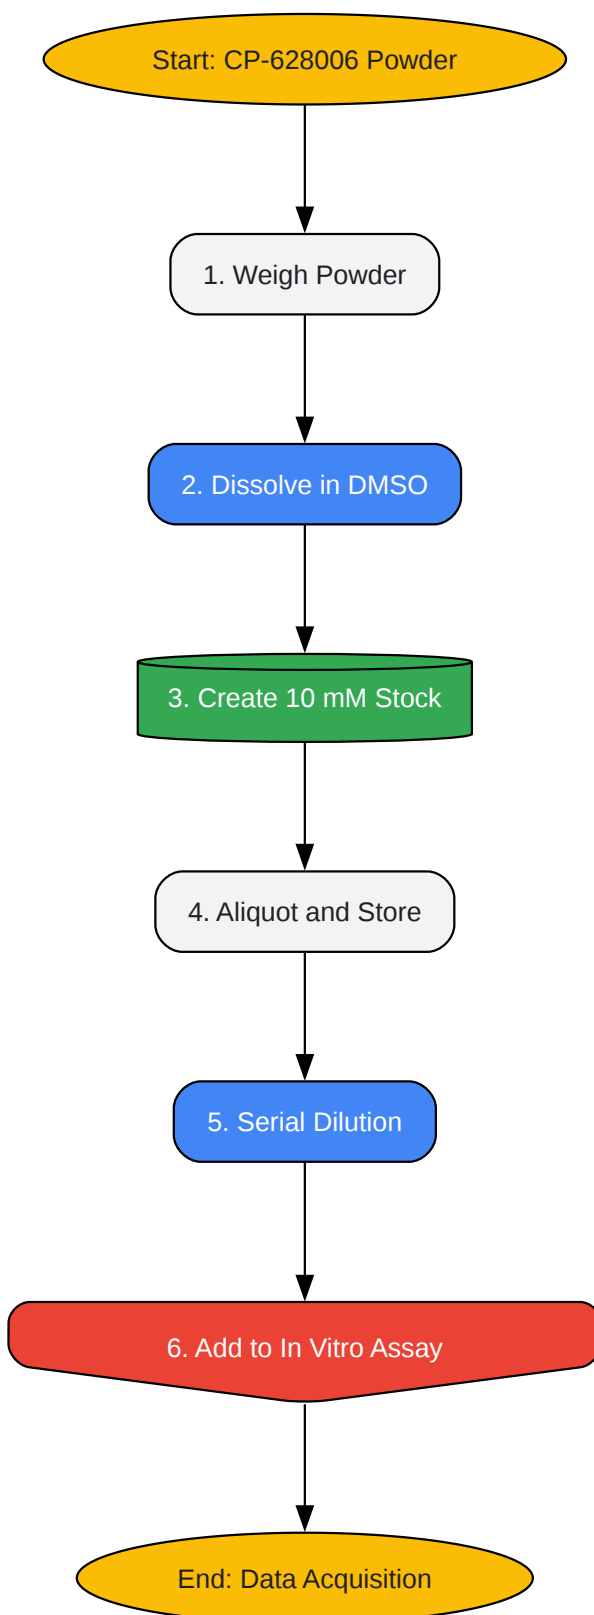 Start: CP-628006 Powder
1. Weigh Powder
2. Dissolve in DMSO
3. Create 10 mM Stock
4. Aliquot and Store
5. Serial Dilution
6. Add to In Vitro Assay
End: Data Acquisition